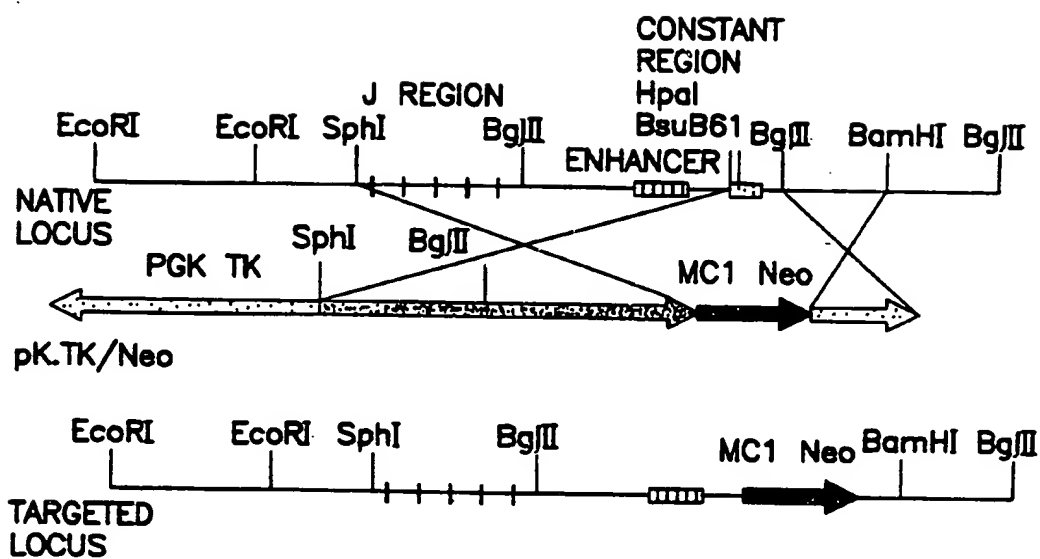 CONSTANT
REGION
J REGION HpaI
EcoRI EcoRI SphI BglII BsuB61 BglII BamHI BglII
ENHANCER
NATIVE
LOCUS
SphI BglII
PGK TK MC1 Neo
pK.TK/Neo
EcoRI EcoRI SphI BglII MC1 Neo BamHI BglII
TARGETED
LOCUS